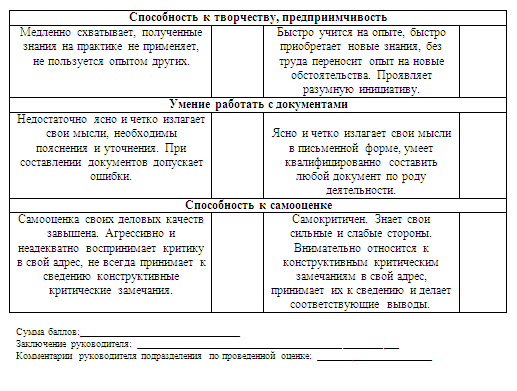 Способность к творчеству, предприимчивость
Медленно схватывает, полученные
знания на практике не применяет,
не пользуется опытом других.
Быстро учится на опыте, быстро
приобретает новые знания, без
труда переносит опыт на новые
обстоятельства. Проявляет
разумную инициативу.
Умение работать с документами
Недостаточно ясно и четко излагает
свои мысли, необходимы
пояснения и уточнения. При
составлении документов допускает
ошибки.
Ясно и четко излагает свои мысли
в письменной форме, умеет
квалифицированно составить
любой документ по роду
деятельности.
Способность к самооценке
Самооценка своих деловых качеств
завышена. Агрессивно и
неадекватно воспринимает критику
в свой адрес, не всегда принимает к
сведению конструктивные
критические замечания.
Самокритичен. Знает свои
сильные и слабые стороны.
Внимательно относится к
конструктивным критическим
замечаниям в свой адрес,
принимает их к сведению и делает
соответствующие выводы.
Сумма баллов:________________________________
Заключение руководителя: ____________________________________________________
Комментарии руководителя подразделения по проведенной оценке: _______________________